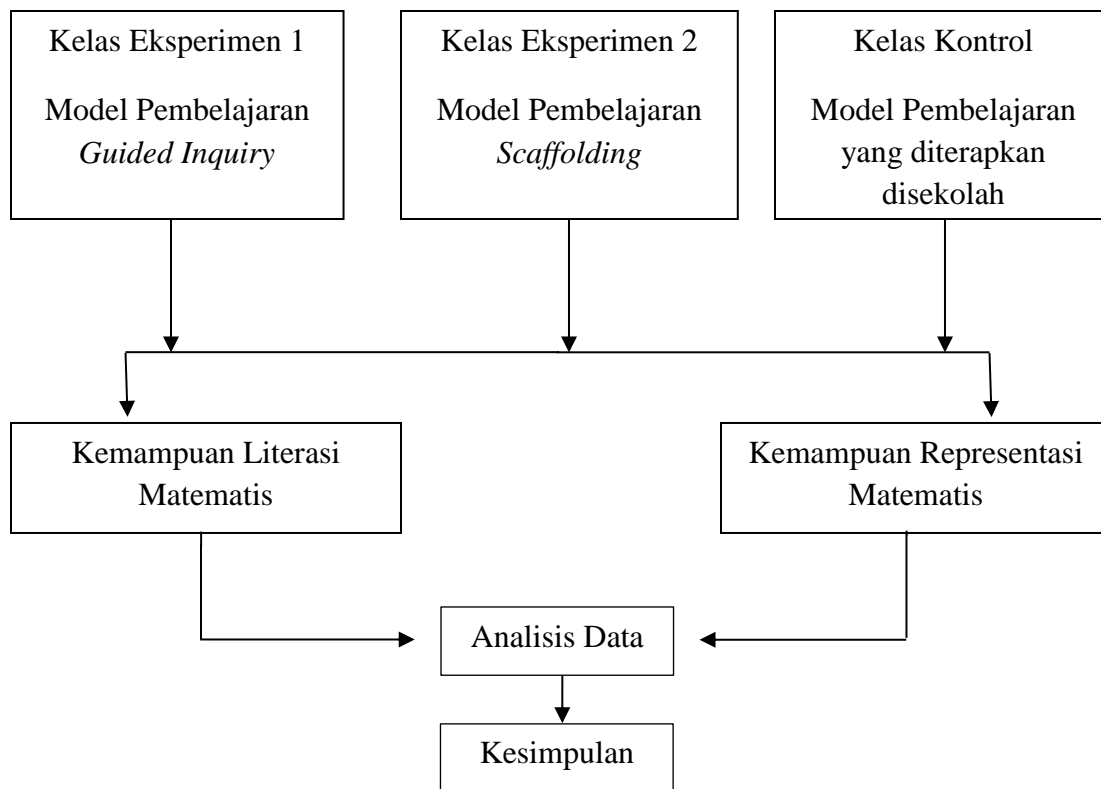 Kelas Eksperimen 1
Model Pembelajaran
Guided Inquiry
Kelas Eksperimen 2
Model Pembelajaran
Scaffolding
Kelas Kontrol
Model Pembelajaran
yang diterapkan
disekolah
Kemampuan Literasi
Matematis
Kemampuan Representasi
Matematis
Analisis Data
Kesimpulan